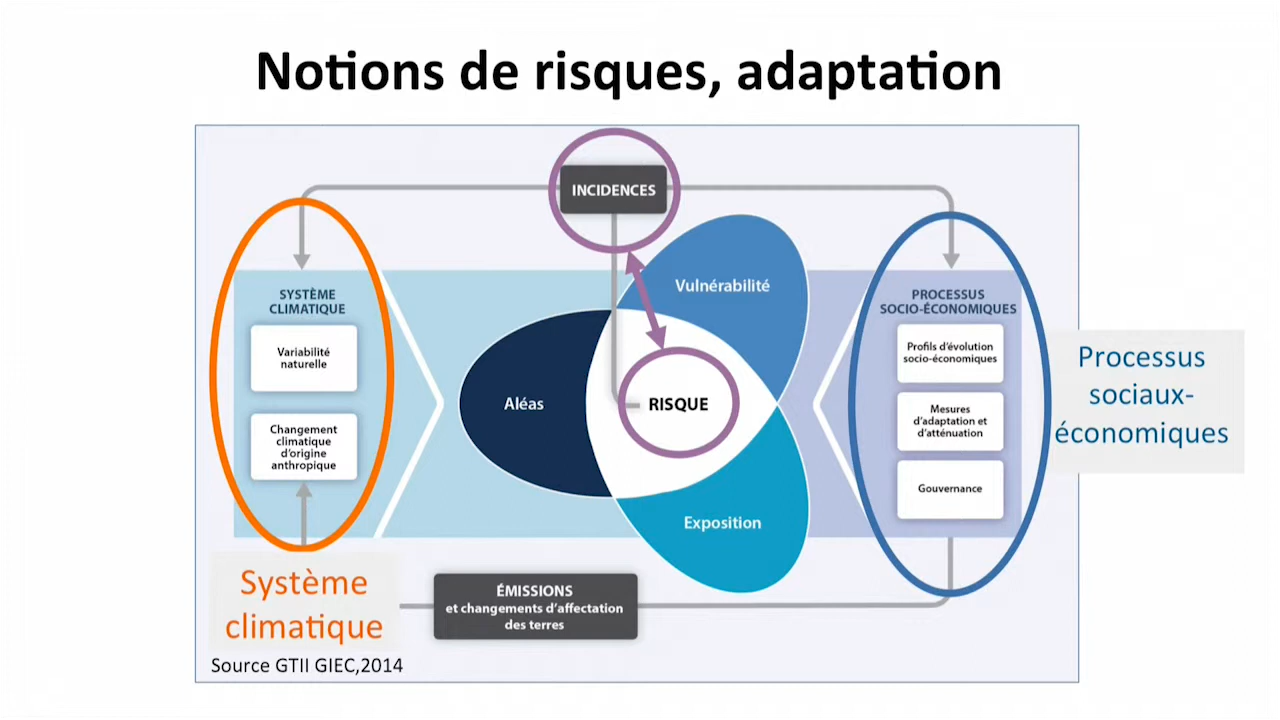 Notions de risques, adaptation
INCIDENCES
Vulnérabilité
SYSTÈME
CLIMATIQUE
Variabilité
naturelle
Changement
climatique
d'origine
anthropique
Aléas
RISQUE
Exposition
PROCESSUS
SOCIO-ÉCONOMIQUES
Profils d'évolution
socio-économiques
Mesures
d'adaptation et
d'atténuation
Gouvernance
Processus
sociaux-
économiques
Système
climatique
ÉMISSIONS
et changements d'affectation
des terres
Source GTII GIEC,2014